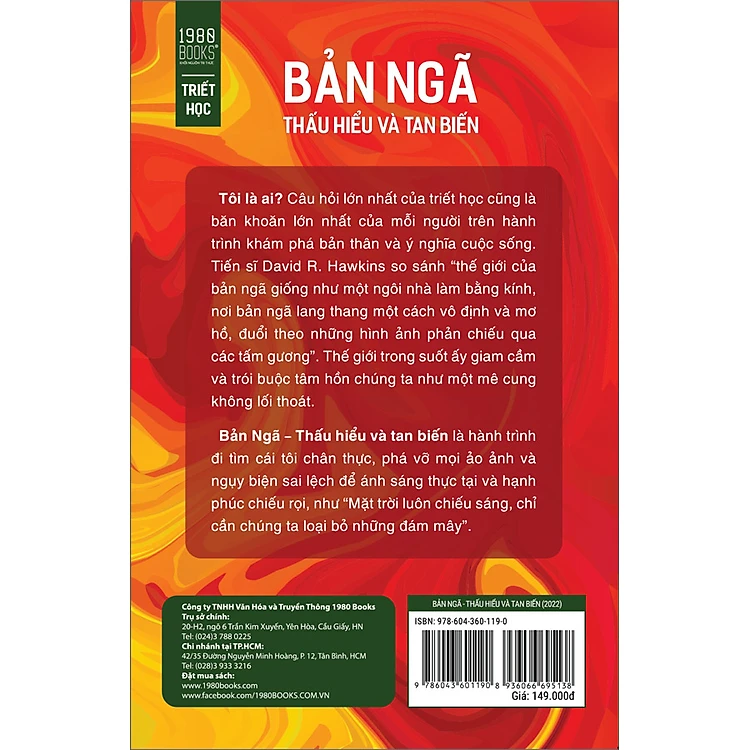 1980
BOOKS®
KHƠI NGUỒN TRI THỨC
TRIẾT
HỌC
BẢN NGÃ
THẤU HIỂU VÀ TAN BIẾN
Tôi là ai? Câu hỏi lớn nhất của triết học cũng là
băn khoăn lớn nhất của mỗi người trên hành
trình khám phá bản thân và ý nghĩa cuộc sống.
Tiến sĩ David R. Hawkins so sánh “thế giới của
bản ngã giống như một ngôi nhà làm bằng kính,
nơi bản ngã lang thang một cách vô định và mơ
hồ, đuổi theo những hình ảnh phản chiếu qua
các tấm gương”. Thế giới trong suốt ấy giam cầm
và trói buộc tâm hồn chúng ta như một mê cung
không lối thoát.
Bản Ngã – Thấu hiểu và tan biến là hành trình
đi tìm cái tôi chân thực, phá vỡ mọi ảo ảnh và
ngụy biện sai lệch để ánh sáng thực tại và hạnh
phúc chiếu rọi, như “Mặt trời luôn chiếu sáng, chỉ
cần chúng ta loại bỏ những đám mây”.
Công ty TNHH Văn Hóa và Truyền Thông 1980 Books
Trụ sở chính:
20-H2, ngõ 6 Trần Kim Xuyến, Yên Hòa, Cầu Giấy, HN
Tel: (024)3 788 0225
Chi nhánh tại TP.HCM:
42/35 Đường Nguyễn Minh Hoàng, P. 12, Tân Bình, HCM
Tel: (028)3 933 3216
Đặt mua sách:
www.1980books.com
www.facebook.com/1980BOOKS.COM.VN
BẢN NGÃ - THẤU HIỂU VÀ TAN BIẾN (2022)
ISBN: 978-604-360-119-0
9 786043 601190
8 936066 695138
Giá: 149.000đ